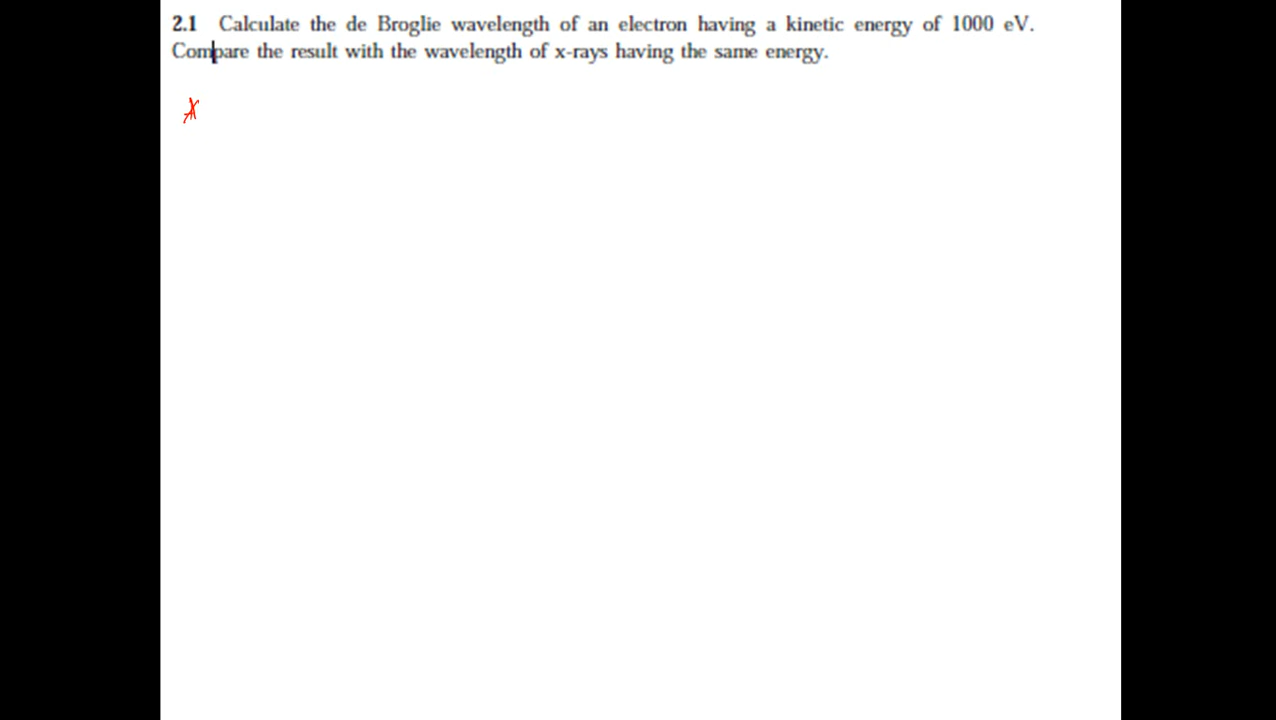 2.1 Calculate the de Broglie wavelength of an electron having a kinetic energy of 1000 eV.
Compare the result with the wavelength of x-rays having the same energy.